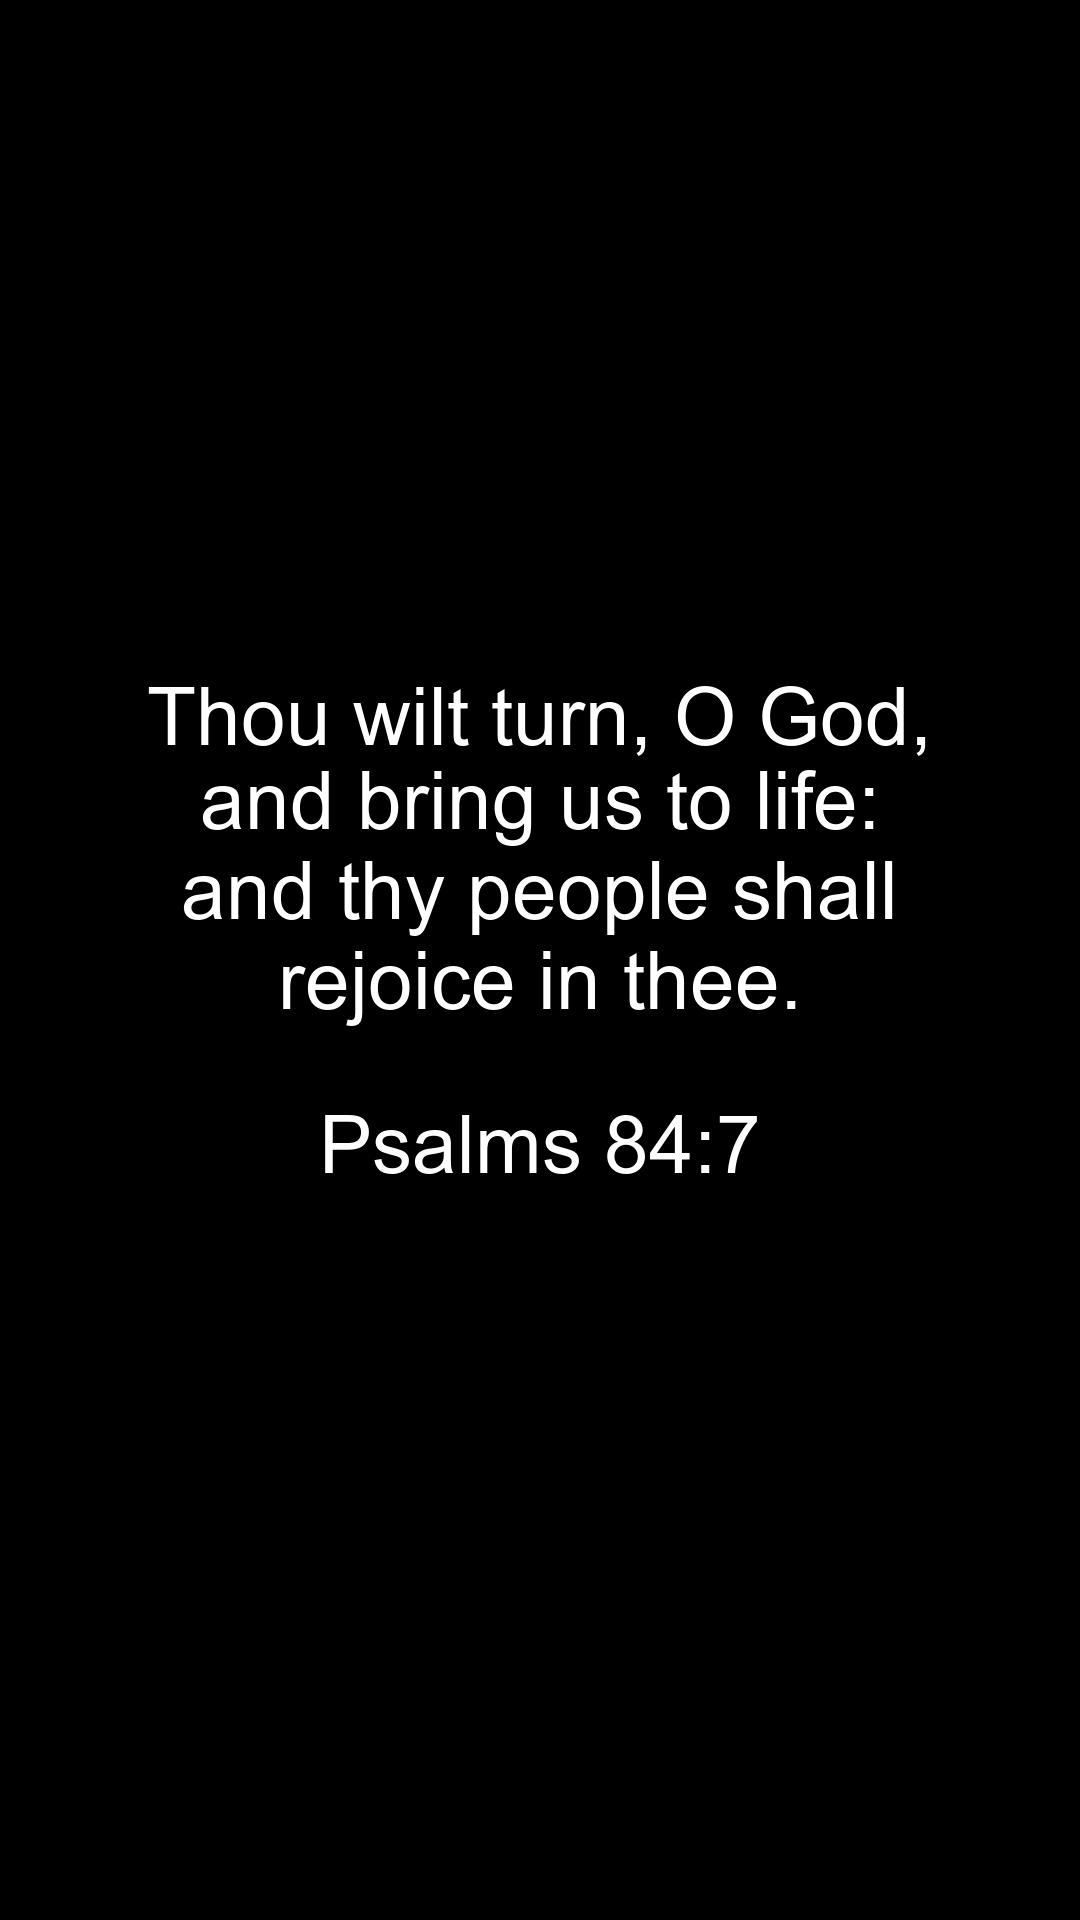 Thou wilt turn, O God,
and bring us to life:
and thy people shall
rejoice in thee.
Psalms 84:7